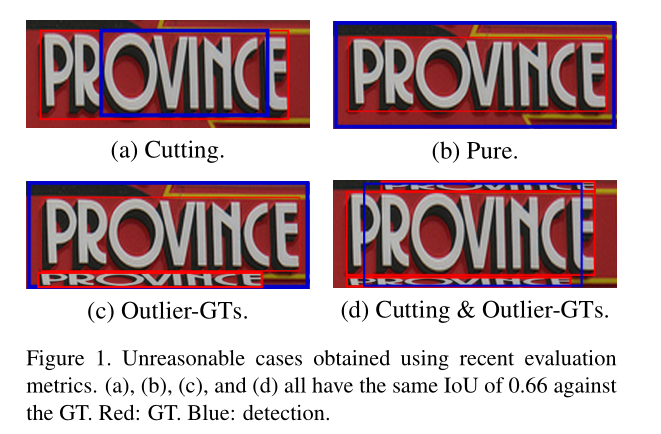 PROVINCE
PROVINCE
(a) Cutting.
(b) Pure.
PROVINCE
PROVINCE
PROVINCE
PROVINCE
PROVINCE
PROVINCE
(c) Outlier-GTs.
(d) Cutting & Outlier-GTs.
Figure 1. Unreasonable cases obtained using recent evaluation
metrics. (a), (b), (c), and (d) all have the same IoU of 0.66 against
the GT. Red: GT. Blue: detection.